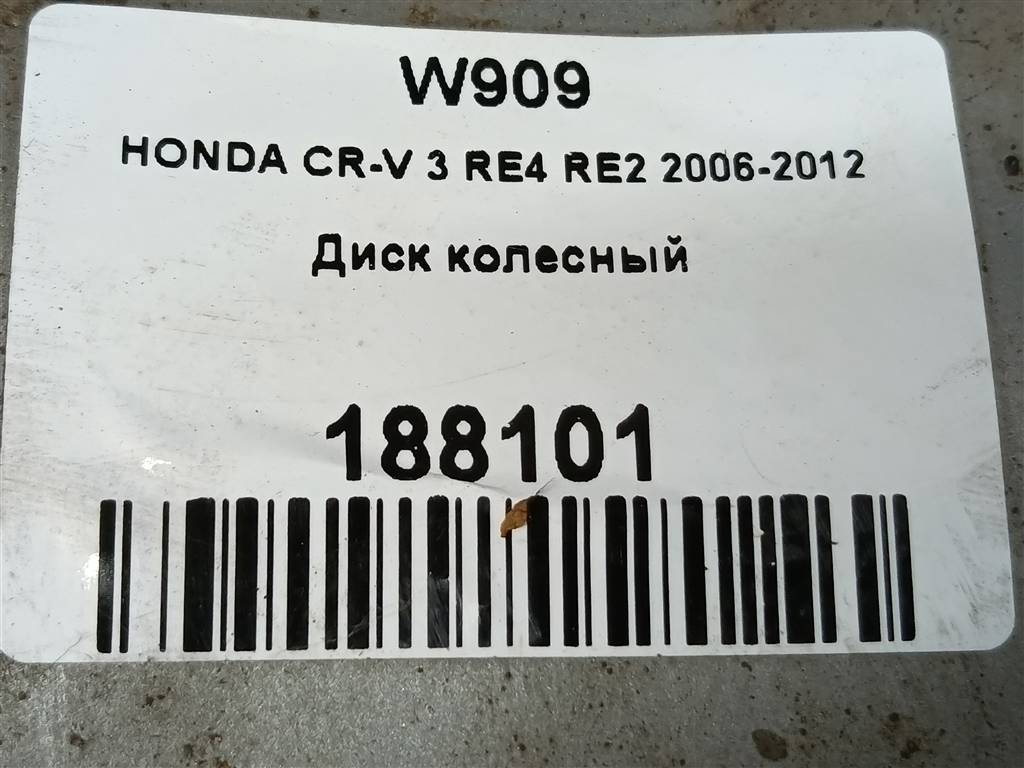 W909
HONDA CR-V 3 RE4 RE2 2006-2012
Диск колесный
188101